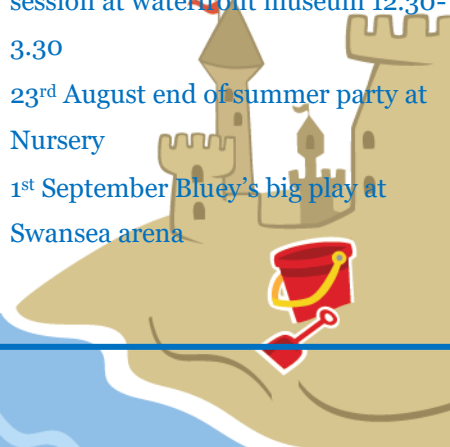 session at waterfront museum 12.30-
3.30
23rd August end of summer party at
Nursery
1st September Bluey's big play at
Swansea arena